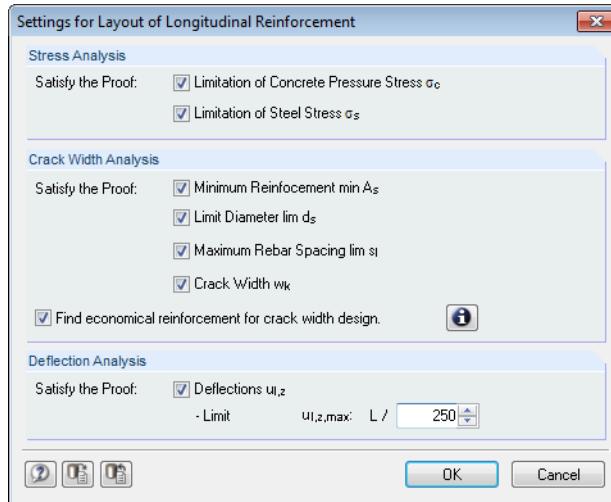 Settings for Layout of Longitudinal Reinforcement
Stress Analysis
Satisfy the Proof: Limitation of Concrete Pressure Stress σc
Limitation of Steel Stress σs
Crack Width Analysis
Satisfy the Proof: Minimum Reinfocement min As
Limit Diameter lim ds
Maximum Rebar Spacing lim sl
Crack Width wk
Find economical reinforcement for crack width design.
Deflection Analysis
Satisfy the Proof: Deflections ul,z
- Limit ul,z,max: L / 250
OK Cancel